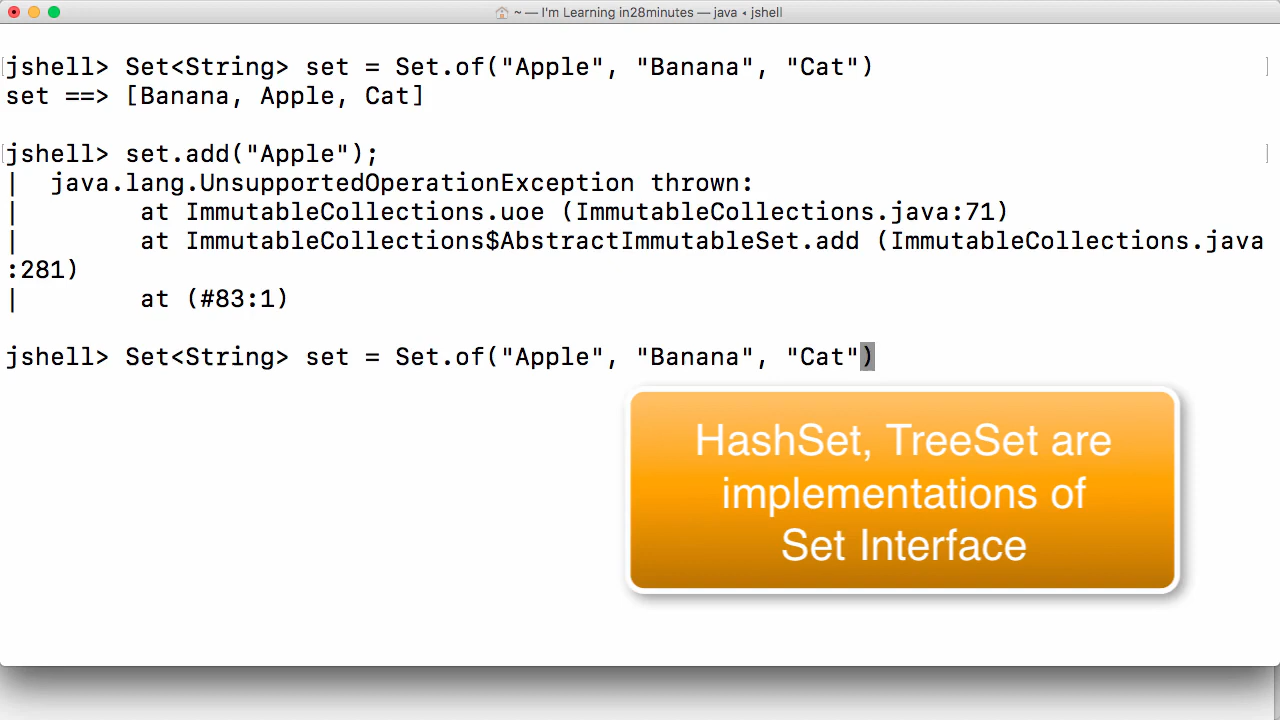 ~ — I'm Learning in28minutes — java ◂ jshell
jshell> Set<String> set = Set.of("Apple", "Banana", "Cat")
set ==> [Banana, Apple, Cat]
jshell> set.add("Apple");
|  java.lang.UnsupportedOperationException thrown:
|        at ImmutableCollections.uoe (ImmutableCollections.java:71)
|        at ImmutableCollections$AbstractImmutableSet.add (ImmutableCollections.java
:281)
|        at (#83:1)
jshell> Set<String> set = Set.of("Apple", "Banana", "Cat")
HashSet, TreeSet are
implementations of
Set Interface